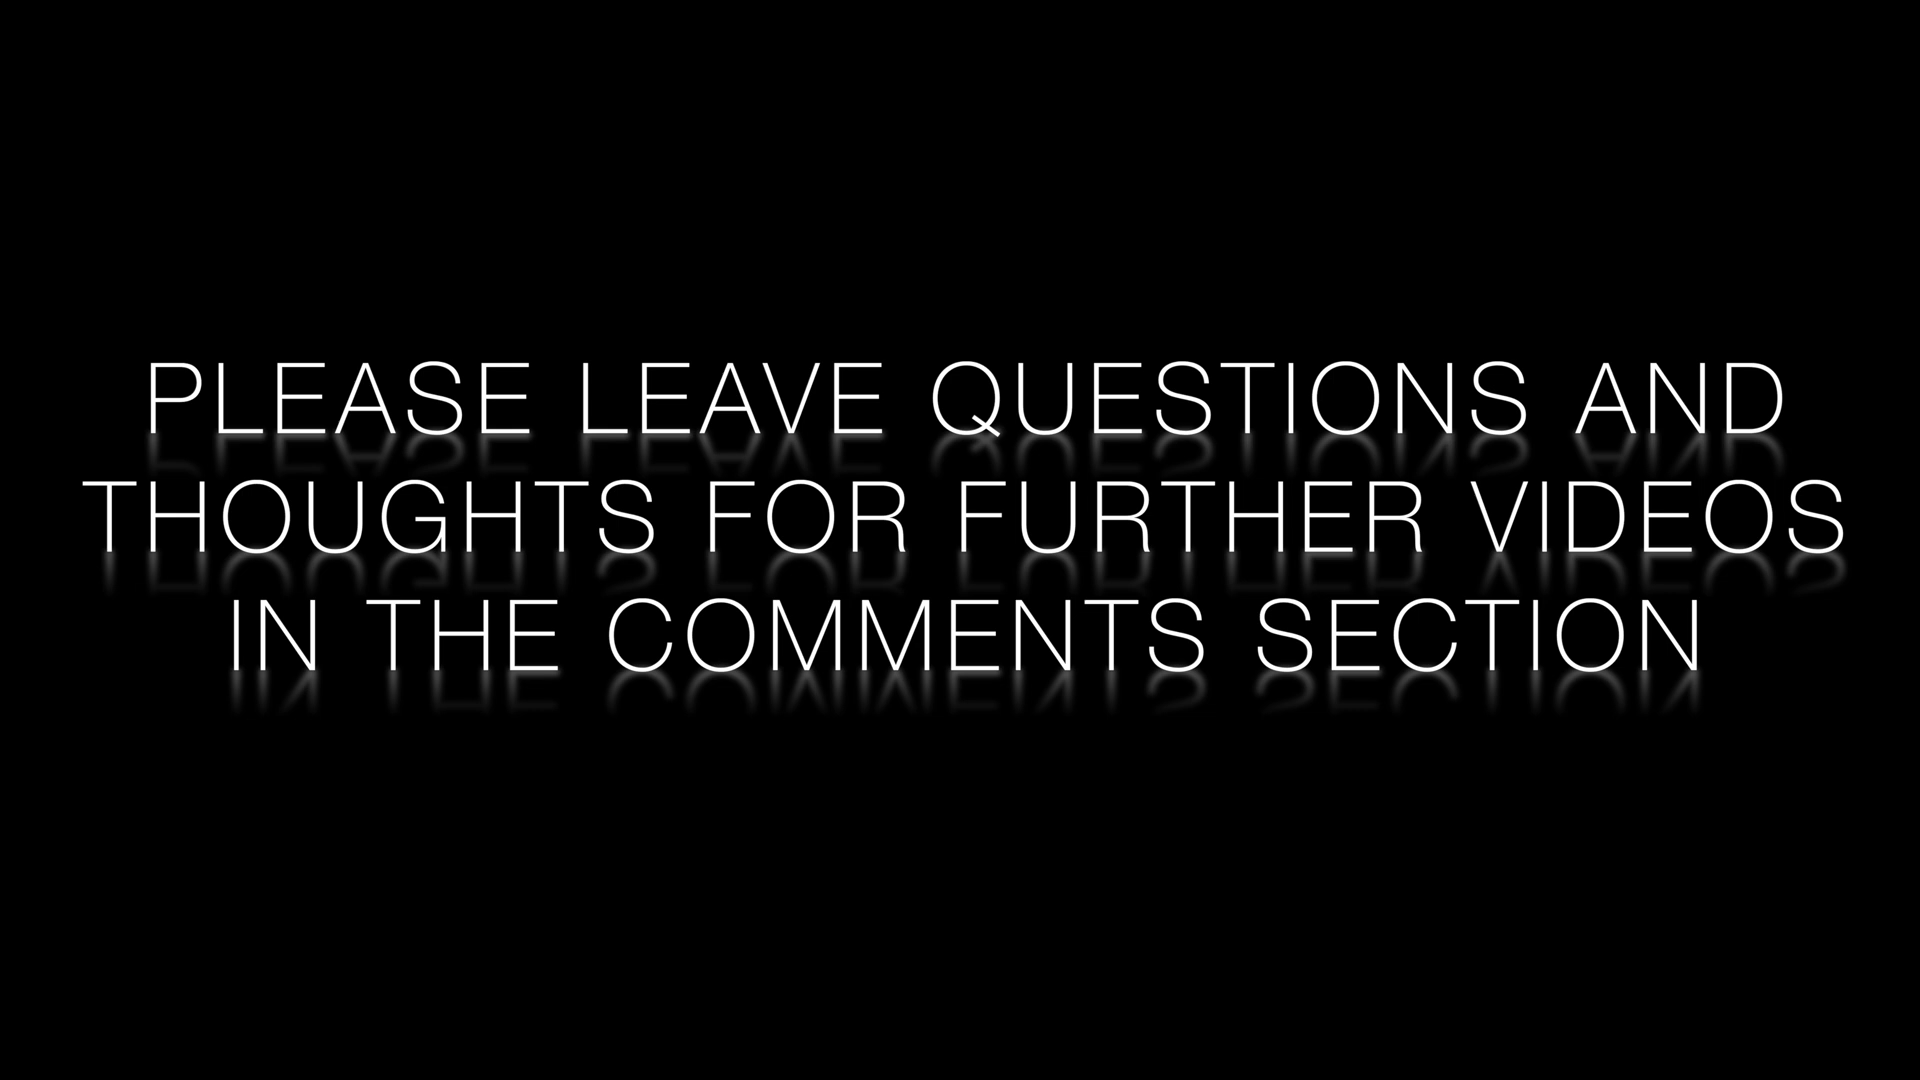 PLEASE LEAVE QUESTIONS AND
THOUGHTS FOR FURTHER VIDEOS
IN THE COMMENTS SECTION